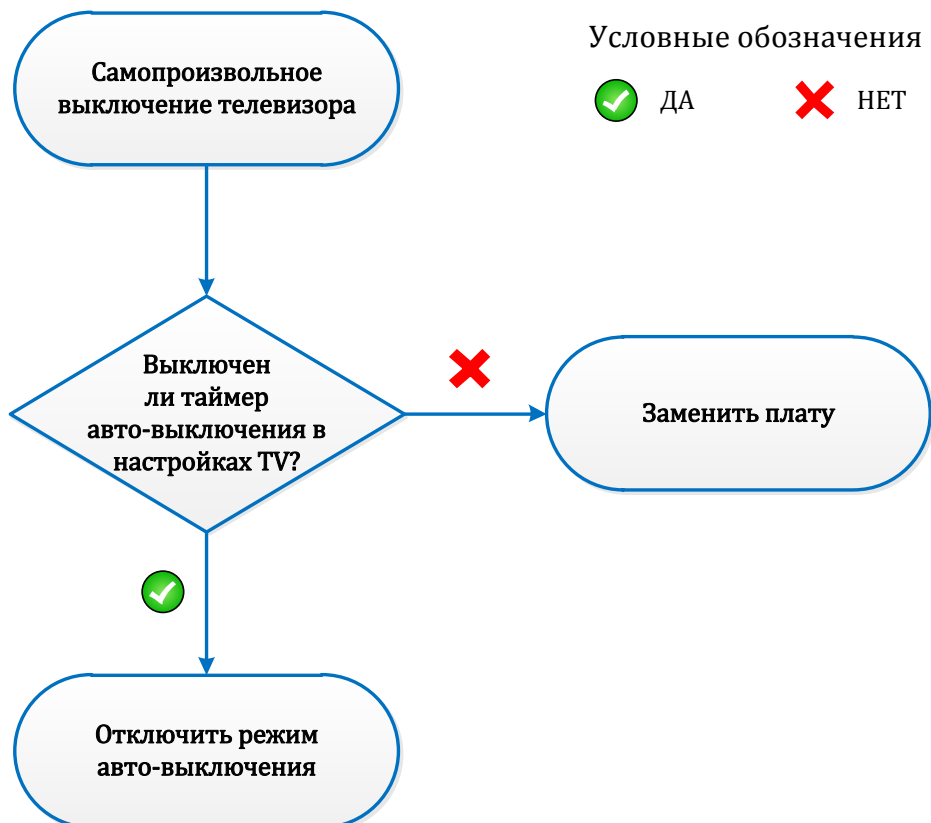 Условные обозначения
ДА
НЕТ
Самопроизвольное
выключение телевизора
Выключен
ли таймер
авто-выключения в
настройках TV?
Заменить плату
Отключить режим
авто-выключения